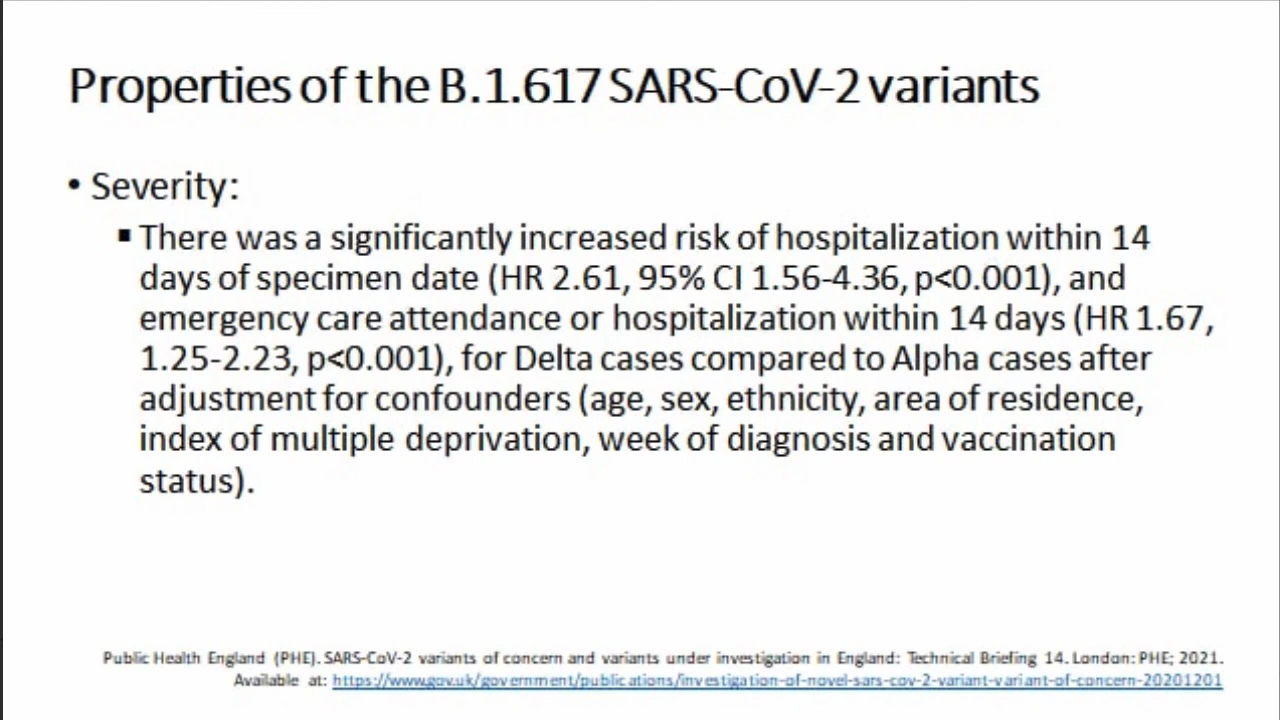 Properties of the B.1.617 SARS-CoV-2 variants
• Severity:
▪ There was a significantly increased risk of hospitalization within 14
days of specimen date (HR 2.61, 95% CI 1.56-4.36, p<0.001), and
emergency care attendance or hospitalization within 14 days (HR 1.67,
1.25-2.23, p<0.001), for Delta cases compared to Alpha cases after
adjustment for confounders (age, sex, ethnicity, area of residence,
index of multiple deprivation, week of diagnosis and vaccination
status).
Public Health England (PHE). SARS-CoV-2 variants of concern and variants under investigation in England: Technical Briefing 14. London: PHE; 2021.
Available at: https://www.gov.uk/government/publications/investigation-of-novel-sars-cov-2-variant-variant-of-concern-20201201